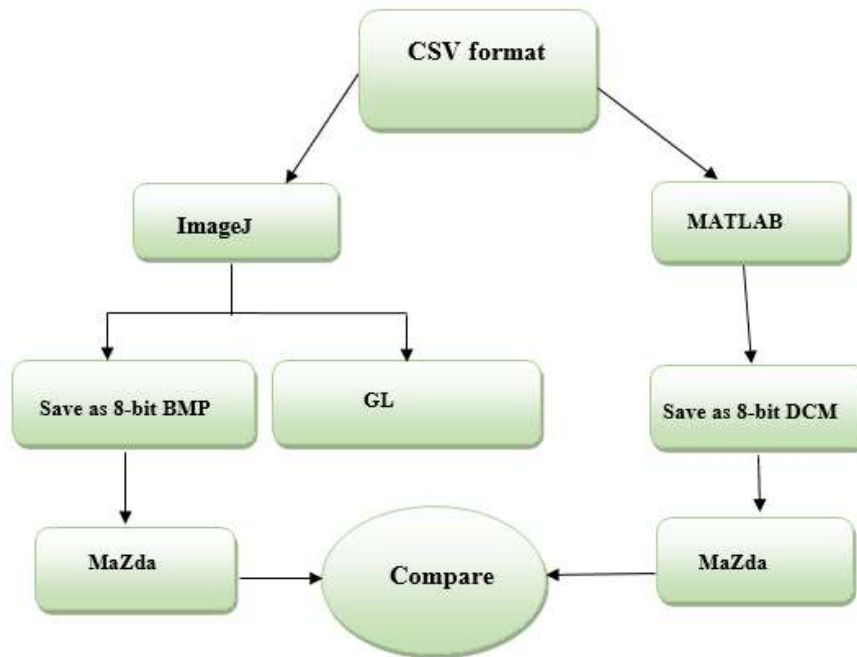 CSV format
ImageJ
MATLAB
Save as 8-bit BMP
GL
Save as 8-bit DCM
MaZda
Compare
MaZda